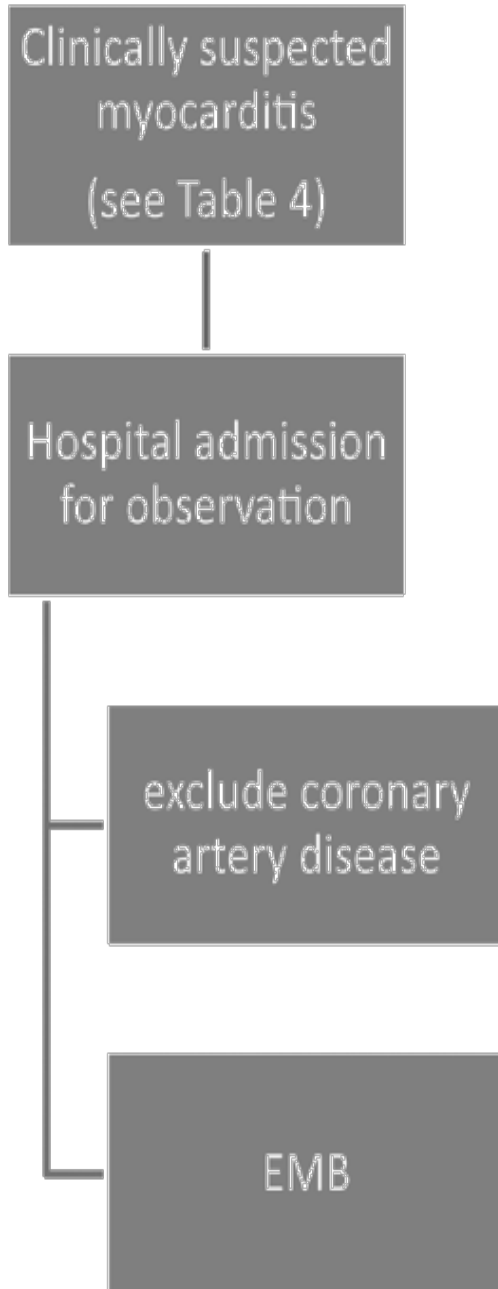 Clinically suspected
myocarditis
(see Table 4)
Hospital admission
for observation
exclude coronary
artery disease
EMB